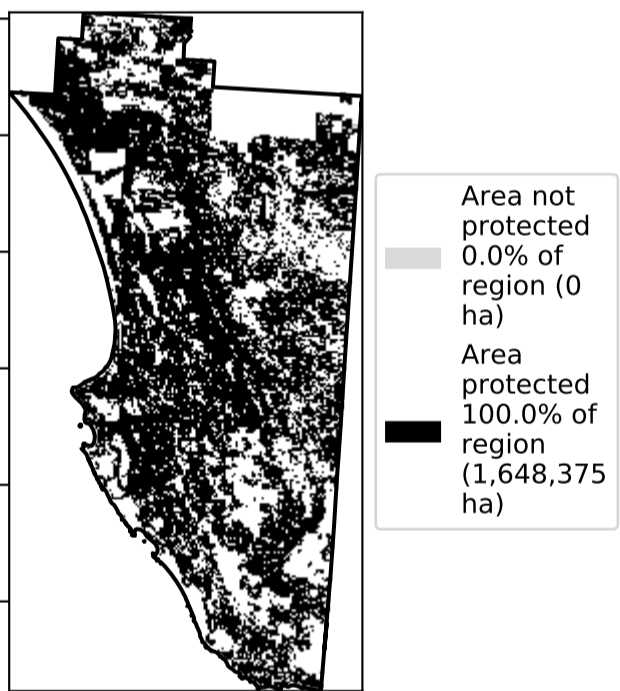 Area not
protected
0.0% of
region (0
ha)
Area
protected
100.0% of
region
(1,648,375
ha)